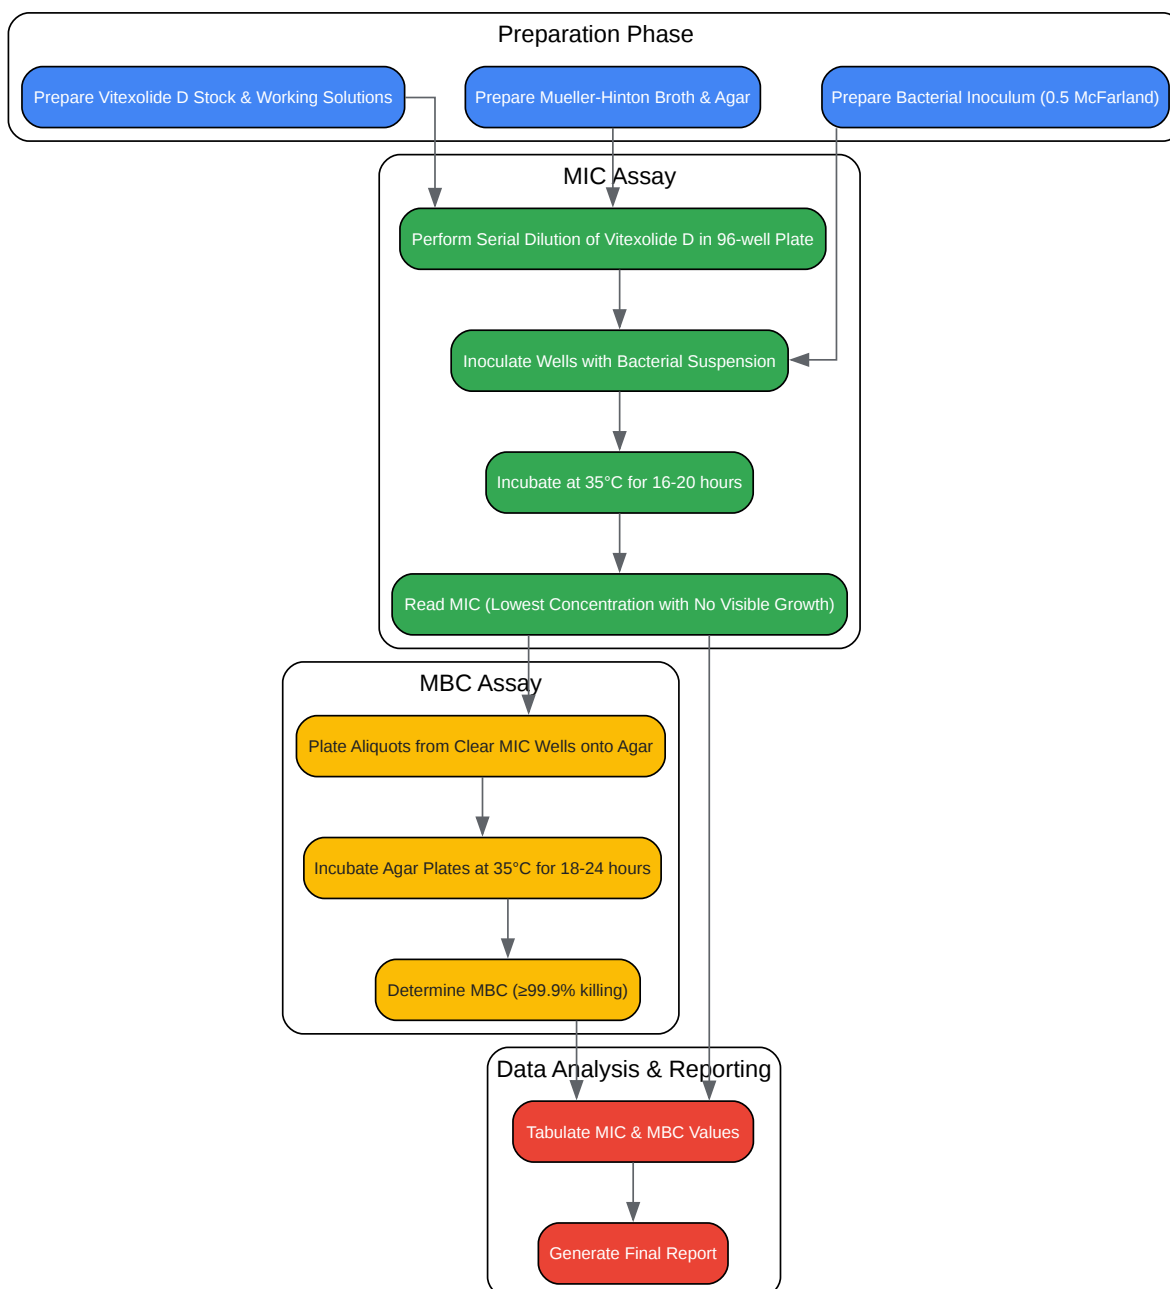 Preparation Phase
Prepare Vitexolide D Stock & Working Solutions
Prepare Mueller-Hinton Broth & Agar
Prepare Bacterial Inoculum (0.5 McFarland)
MIC Assay
Perform Serial Dilution of Vitexolide D in 96-well Plate
Inoculate Wells with Bacterial Suspension
Incubate at 35°C for 16-20 hours
Read MIC (Lowest Concentration with No Visible Growth)
MBC Assay
Plate Aliquots from Clear MIC Wells onto Agar
Incubate Agar Plates at 35°C for 18-24 hours
Determine MBC (≥99.9% killing)
Data Analysis & Reporting
Tabulate MIC & MBC Values
Generate Final Report